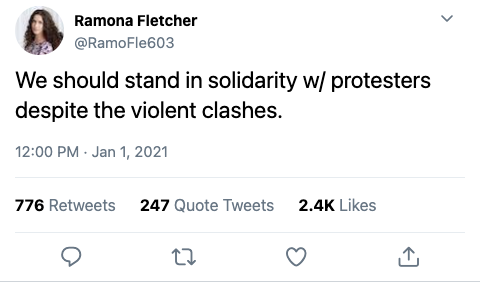 Ramona Fletcher
@RamoFle603
We should stand in solidarity w/ protesters
despite the violent clashes.
12:00 PM · Jan 1, 2021
776 Retweets 247 Quote Tweets 2.4K Likes